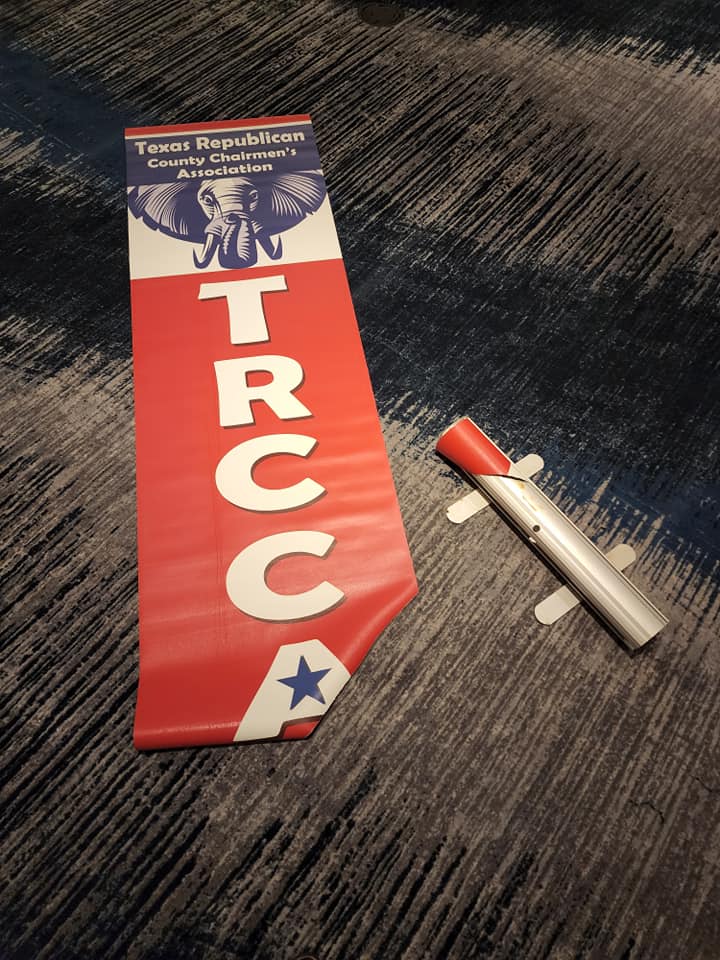 Texas Republican
County Chairmen's
Association
T
R
C
C
A